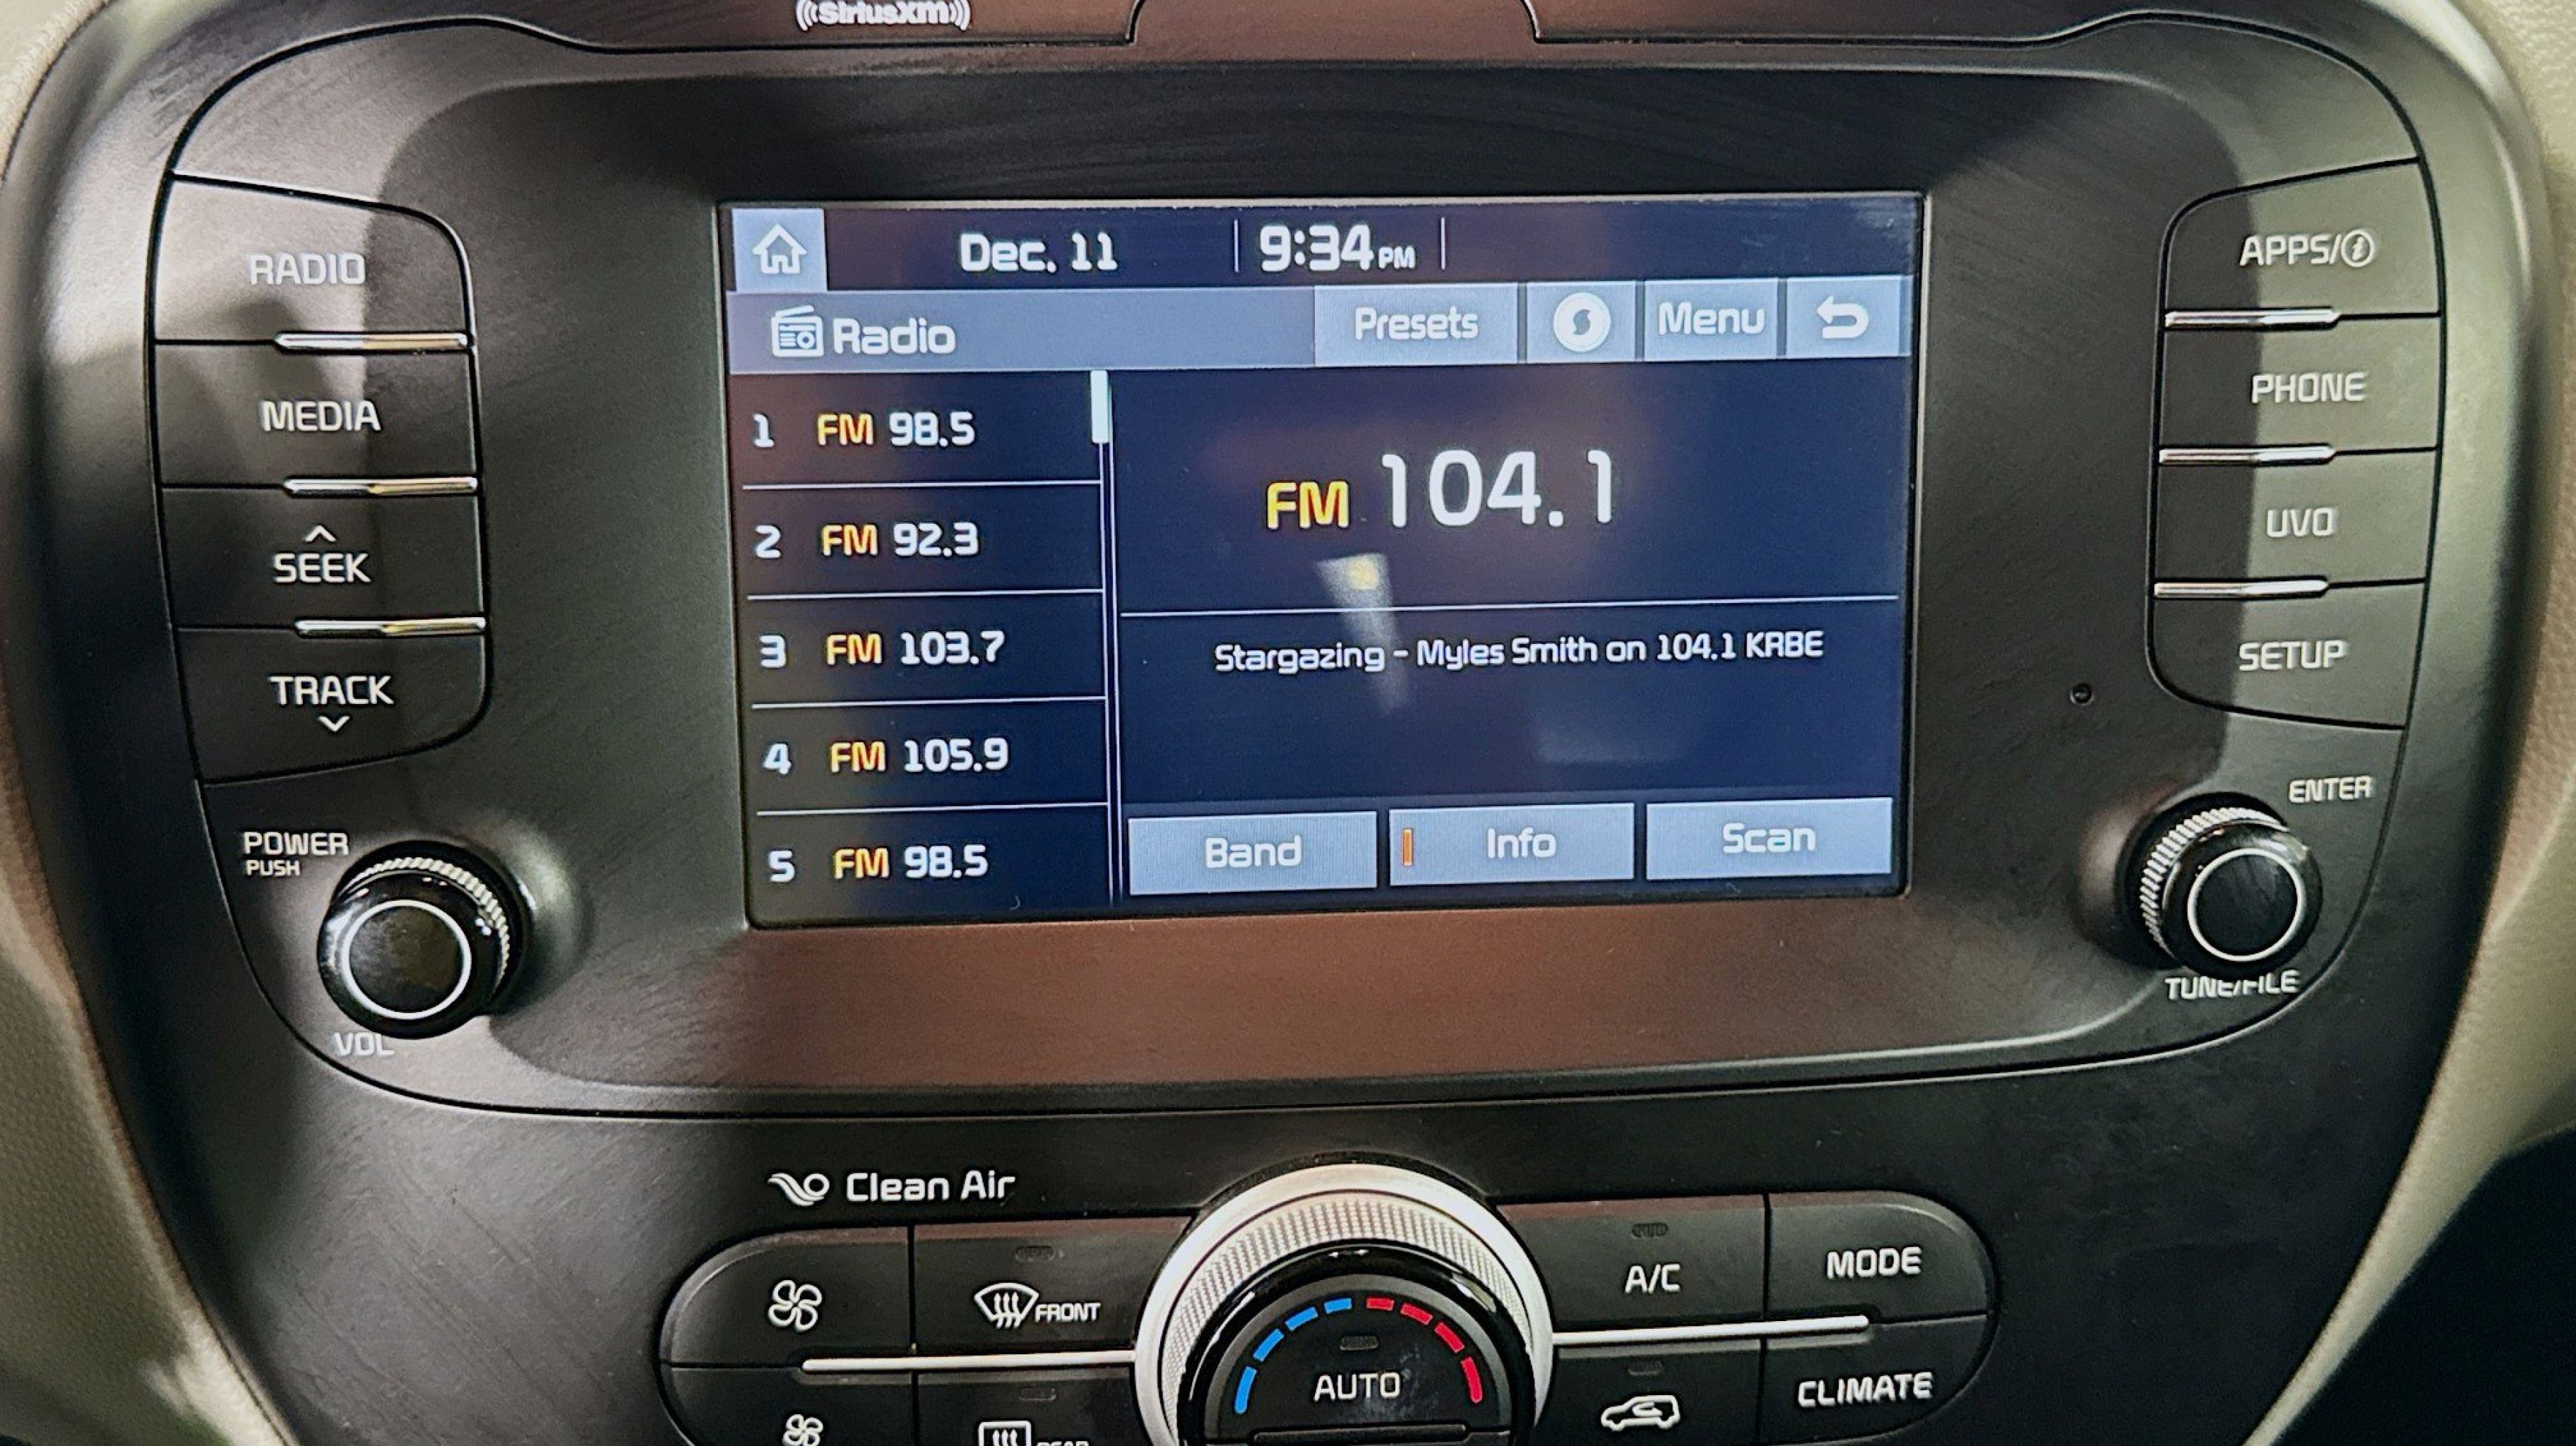 SiriusXM
RADIO
MEDIA
SEEK
TRACK
POWER
PUSH
VOL
Dec. 11
9:34 PM
Radio
Presets
Menu
1 FM 98.5
2 FM 92.3
3 FM 103.7
4 FM 105.9
5 FM 98.5
FM 104.1
Stargazing - Myles Smith on 104.1 KRBE
Band
Info
Scan
APPS/i
PHONE
UVO
SETUP
ENTER
TUNE/FILE
Clean Air
FRONT
AUTO
A/C
MODE
CLIMATE
REAR